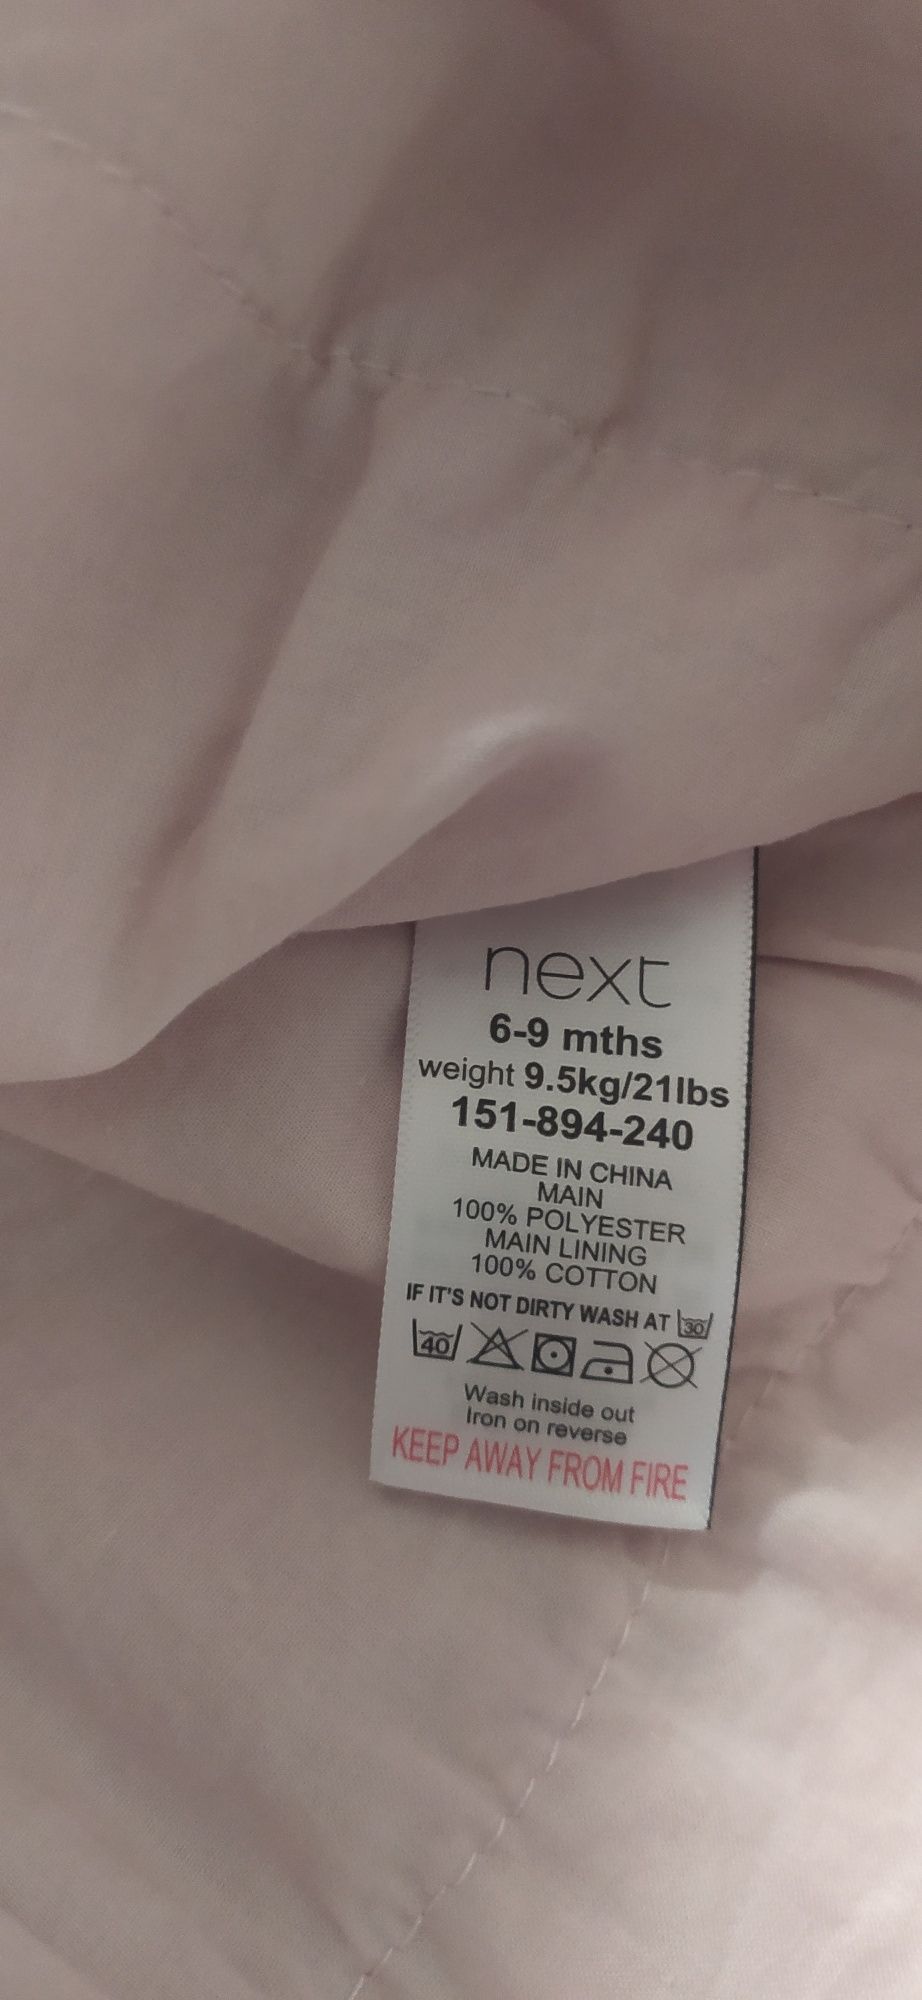 next
6-9 mths
weight 9.5kg/21lbs
151-894-240
MADE IN CHINA
MAIN
100% POLYESTER
MAIN LINING
100% COTTON
IF IT'S NOT DIRTY WASH AT 30
40
Wash inside out
Iron on reverse
KEEP AWAY FROM FIRE